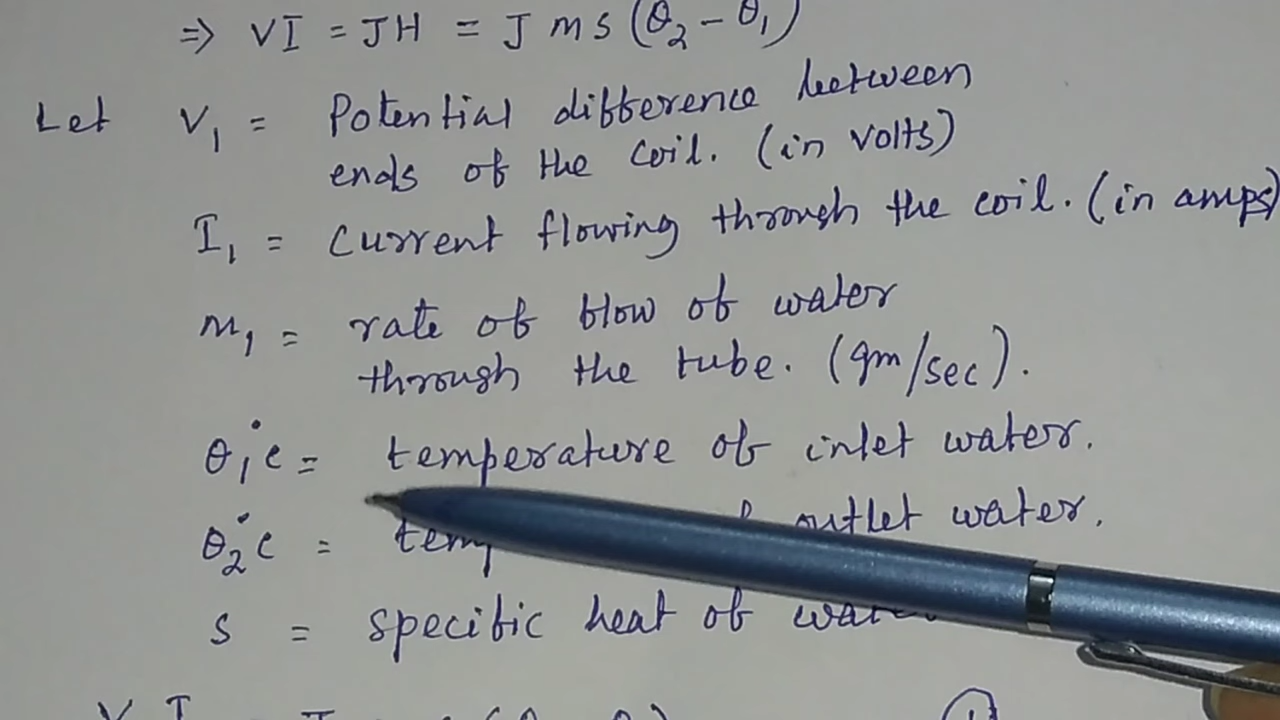 ⇒ VI = JH = J m s (θ₂ - θ₁)
Let V₁ = Potential difference between
ends of the coil. (in volts)
I₁ = Current flowing through the coil. (in amps)
m₁ = rate of flow of water
through the tube. (gm/sec).
θ₁°c = temperature of inlet water.
θ₂°c = outlet water.
s = specific heat of